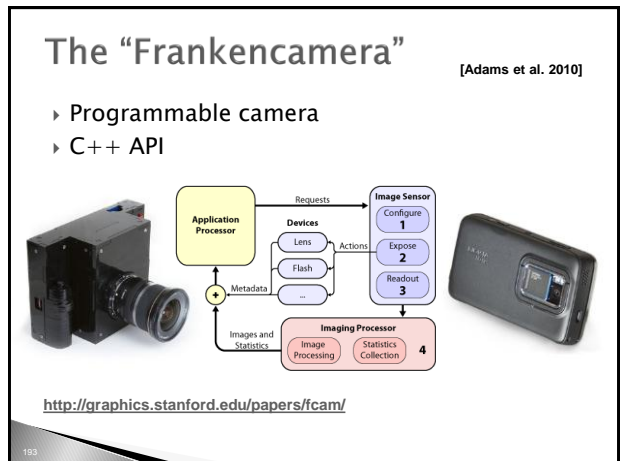 The “Frankencamera”
[Adams et al. 2010]
Programmable camera
C++ API
Requests
Image Sensor
Configure
1
Application
Processor
Devices
Lens
Actions
Expose
2
Flash
Readout
3
Metadata
...
+
Images and
Statistics
Imaging Processor
Image
Processing
Statistics
Collection
4
http://graphics.stanford.edu/papers/fcam/
193